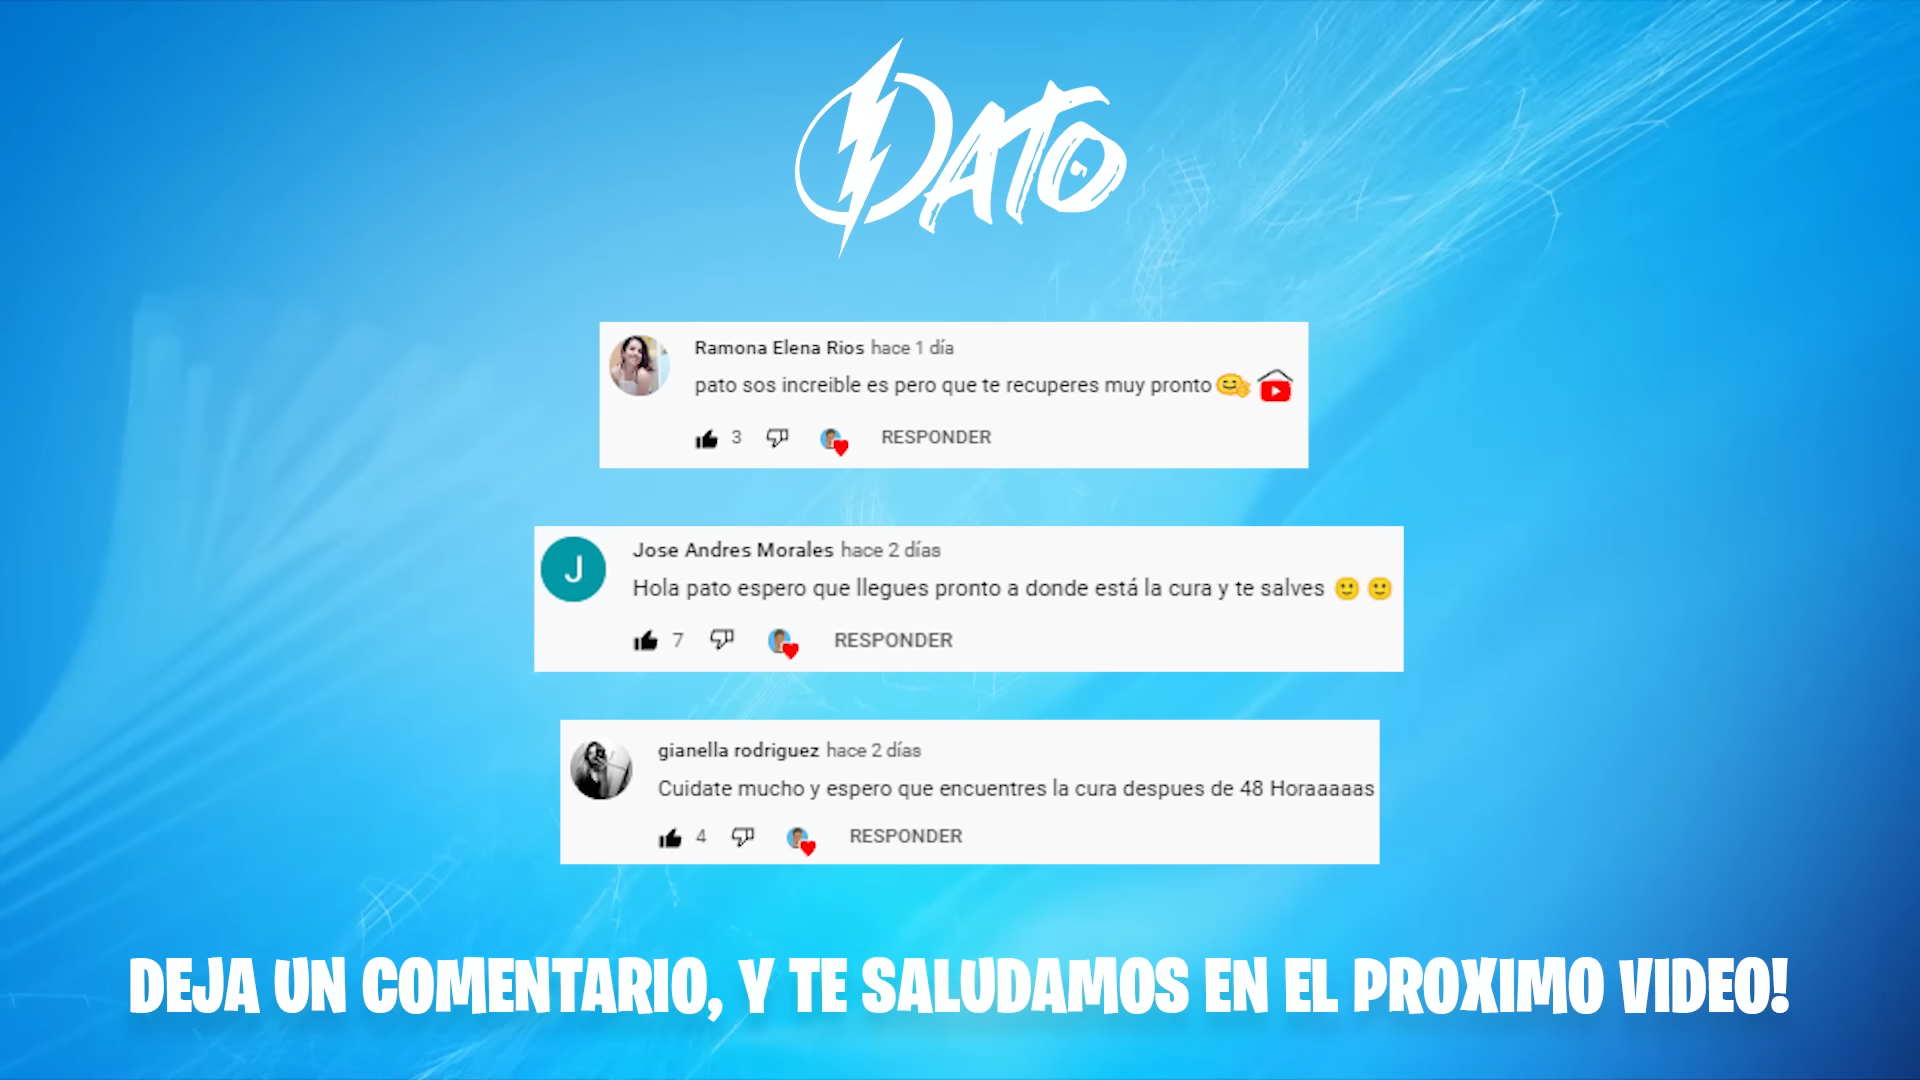 PATO
Ramona Elena Rios hace 1 día
pato sos increible es pero que te recuperes muy pronto
3 RESPONDER
J
Jose Andres Morales hace 2 días
Hola pato espero que llegues pronto a donde está la cura y te salves
7 RESPONDER
gianella rodriguez hace 2 días
Cuidate mucho y espero que encuentres la cura despues de 48 Horaaaaas
4 RESPONDER
DEJA UN COMENTARIO, Y TE SALUDAMOS EN EL PROXIMO VIDEO!